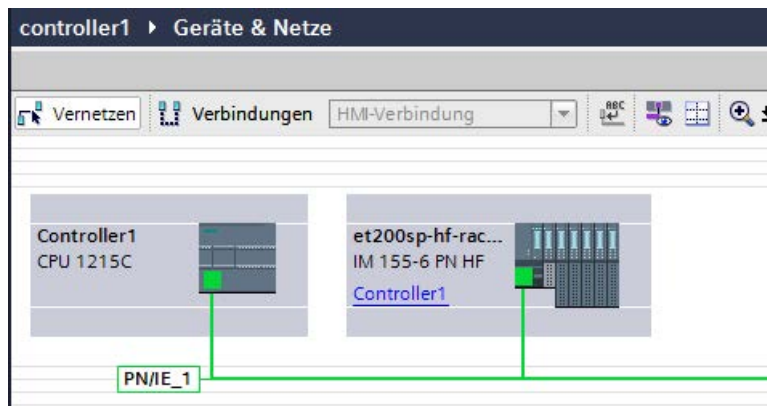 controller1 ▸ Geräte & Netze
Vernetzen Verbindungen HMI-Verbindung
Controller1
CPU 1215C
et200sp-hf-rac...
IM 155-6 PN HF
Controller1
PN/IE_1